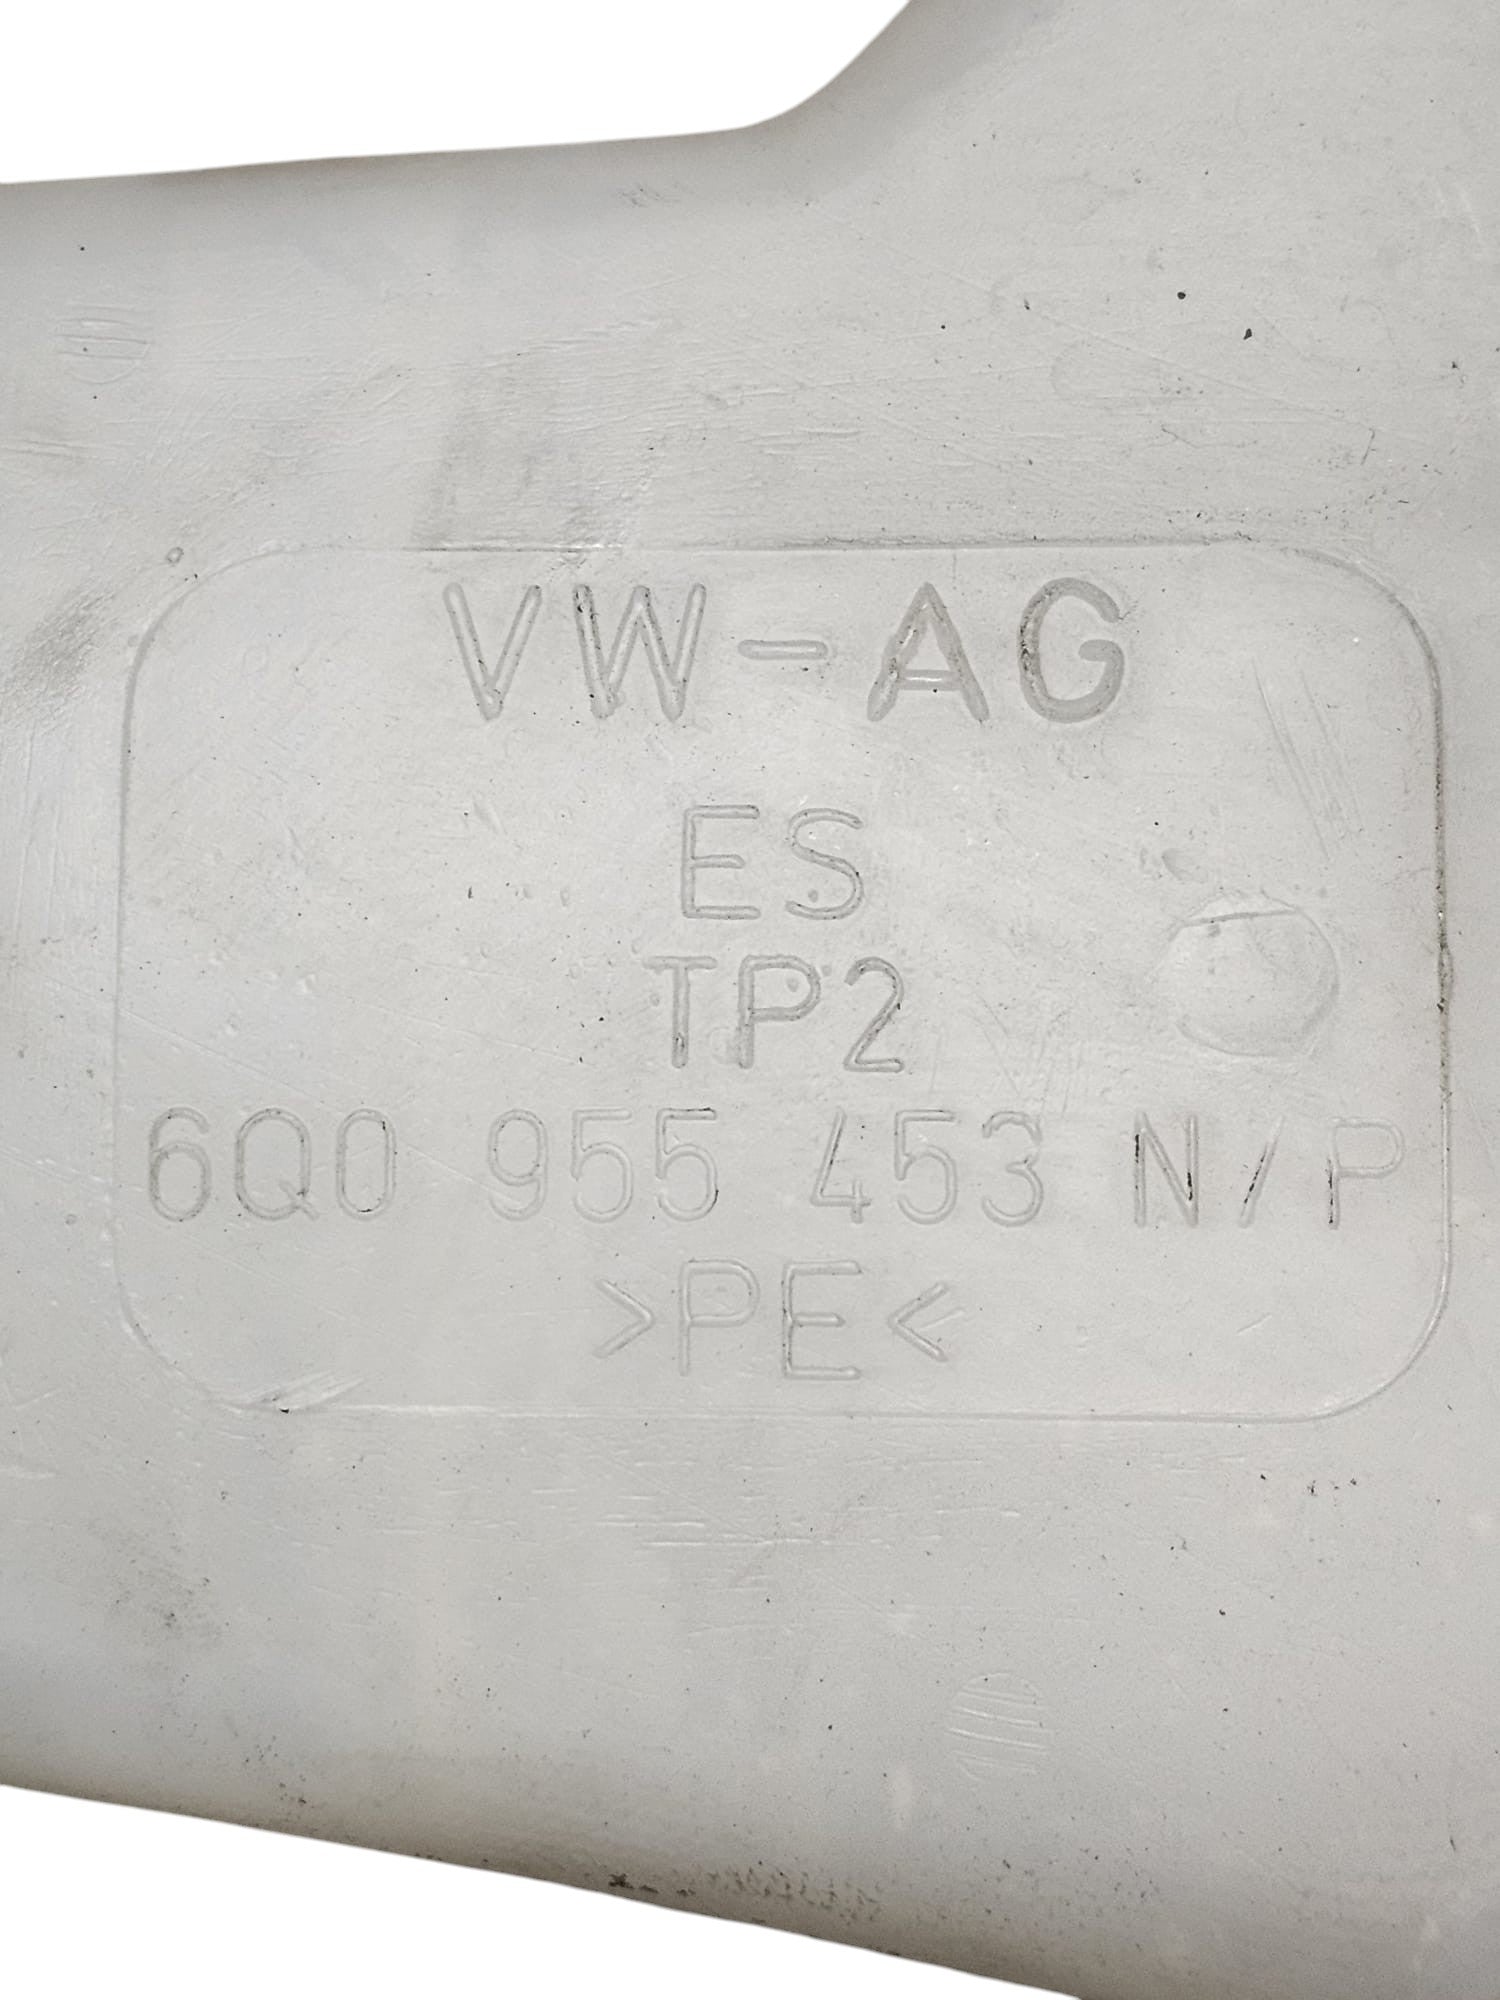 VW-AG
ES
TP2
6Q0 955 453 N/P
>PE<